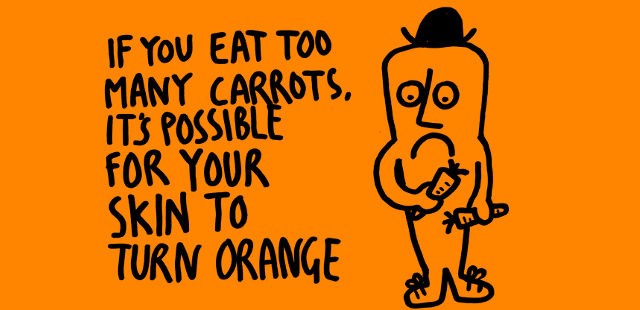 IF YOU EAT TOO
MANY CARROTS,
IT'S POSSIBLE
FOR YOUR
SKIN TO
TURN ORANGE